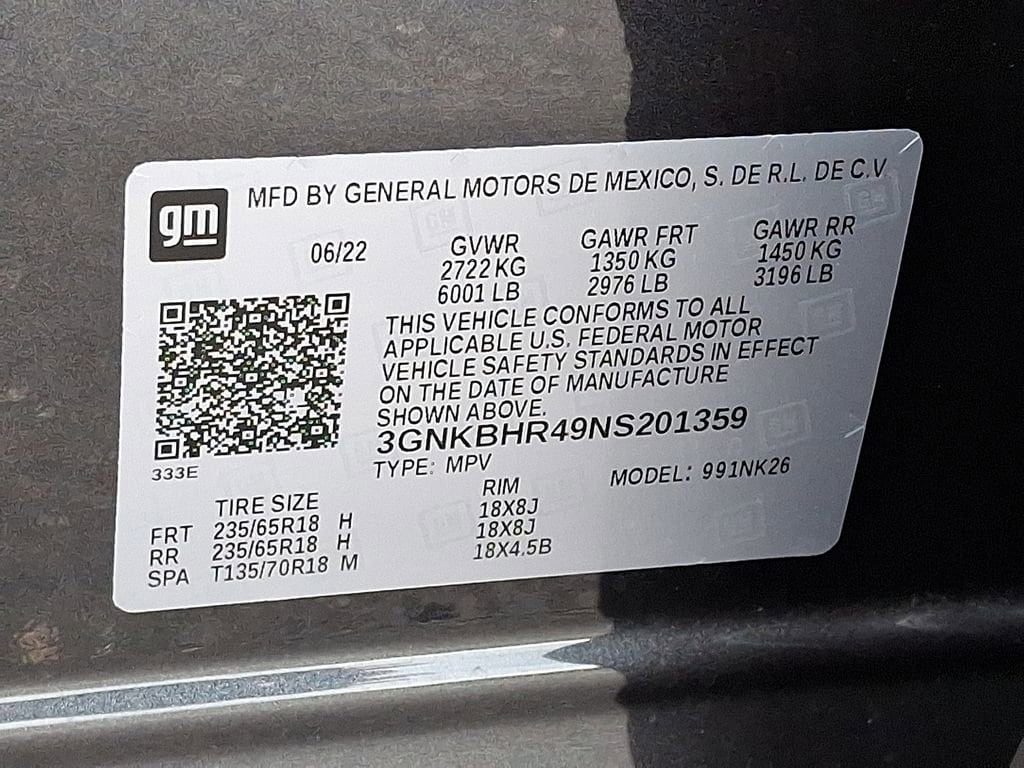 gm MFD BY GENERAL MOTORS DE MEXICO, S. DE R.L. DE C.V.
06/22 GVWR GAWR FRT GAWR RR
2722 KG 1350 KG 1450 KG
6001 LB 2976 LB 3196 LB
THIS VEHICLE CONFORMS TO ALL
APPLICABLE U.S. FEDERAL MOTOR
VEHICLE SAFETY STANDARDS IN EFFECT
ON THE DATE OF MANUFACTURE
SHOWN ABOVE.
3GNKBHR49NS201359
333E
TYPE: MPV MODEL: 991NK26
TIRE SIZE RIM
FRT 235/65R18 H 18X8J
RR 235/65R18 H 18X8J
SPA T135/70R18 M 18X4.5B